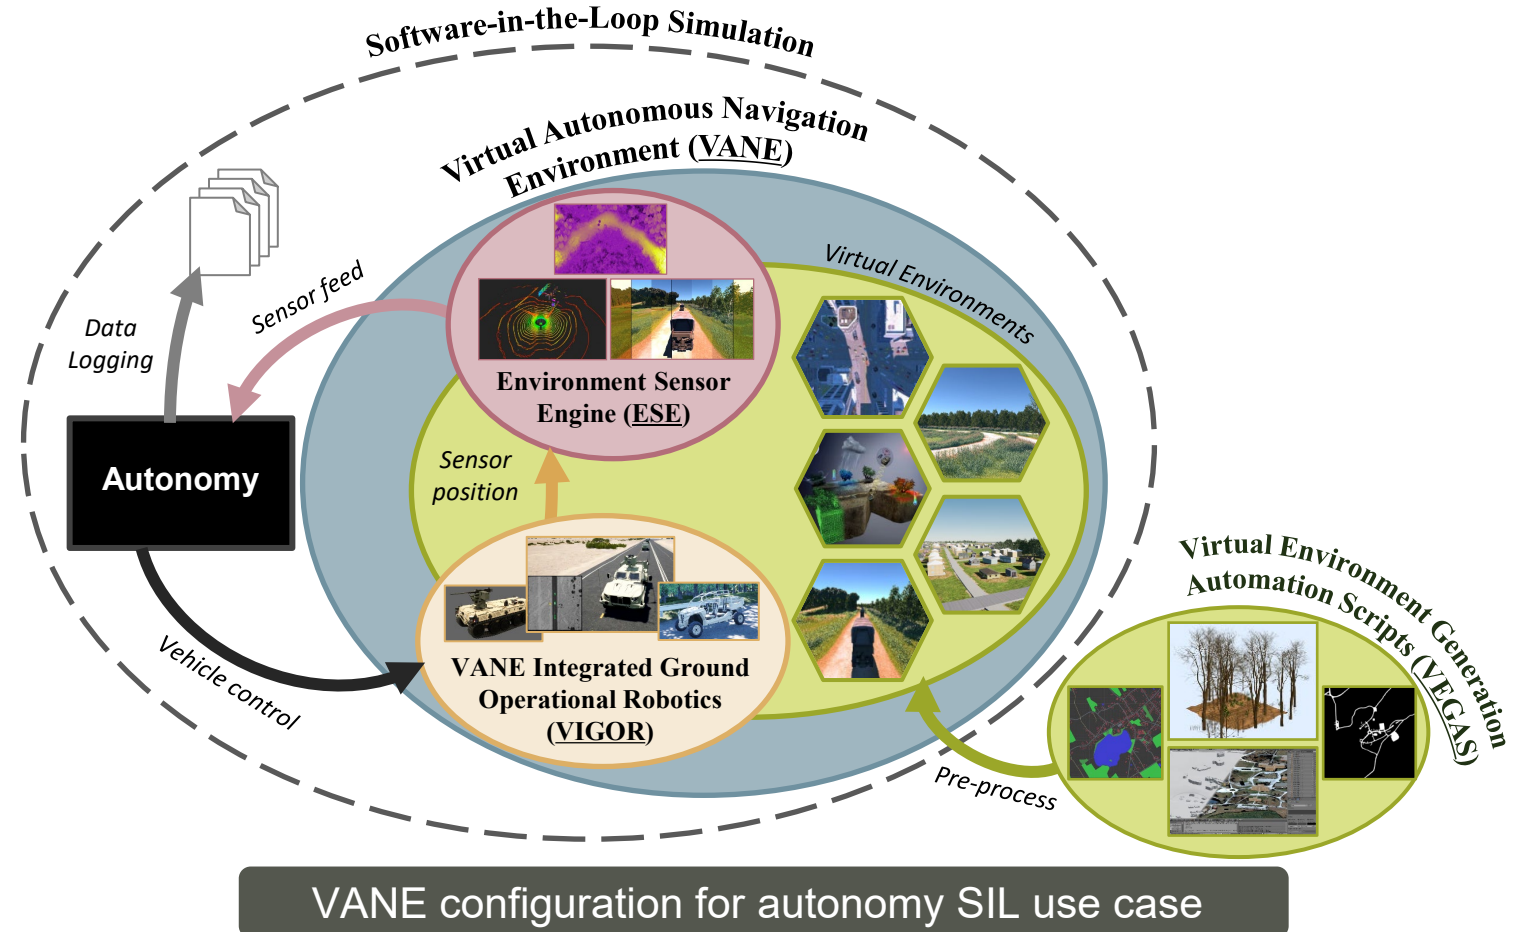 Software-in-the-Loop Simulation
Virtual Autonomous Navigation
Environment (VANE)
Virtual Environments
Sensor feed
Data
Logging
Environment Sensor
Engine (ESE)
Autonomy
Sensor
position
Vehicle control
VANE Integrated Ground
Operational Robotics
(VIGOR)
Virtual Environment Generation
Automation Scripts (VEGAS)
Pre-process
VANE configuration for autonomy SIL use case